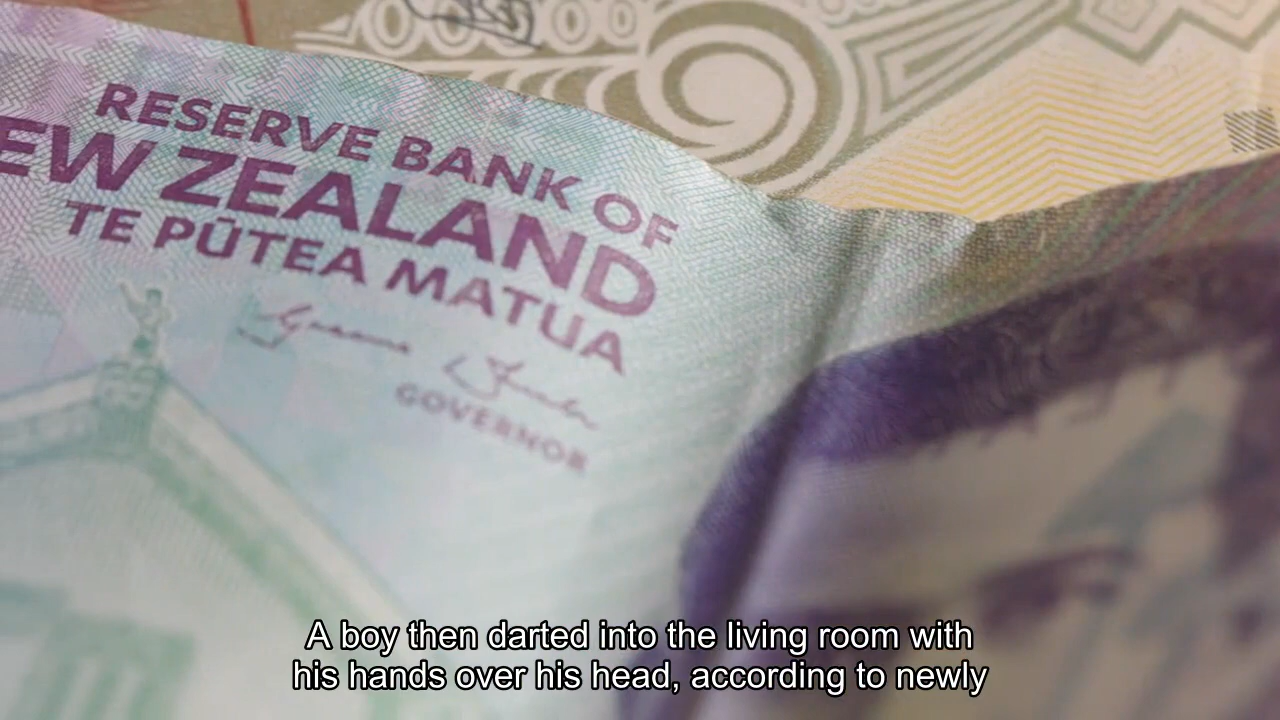 RESERVE BANK OF
EW ZEALAND
TE PŪTEA MATUA
GOVERNOR
A boy then darted into the living room with
his hands over his head, according to newly